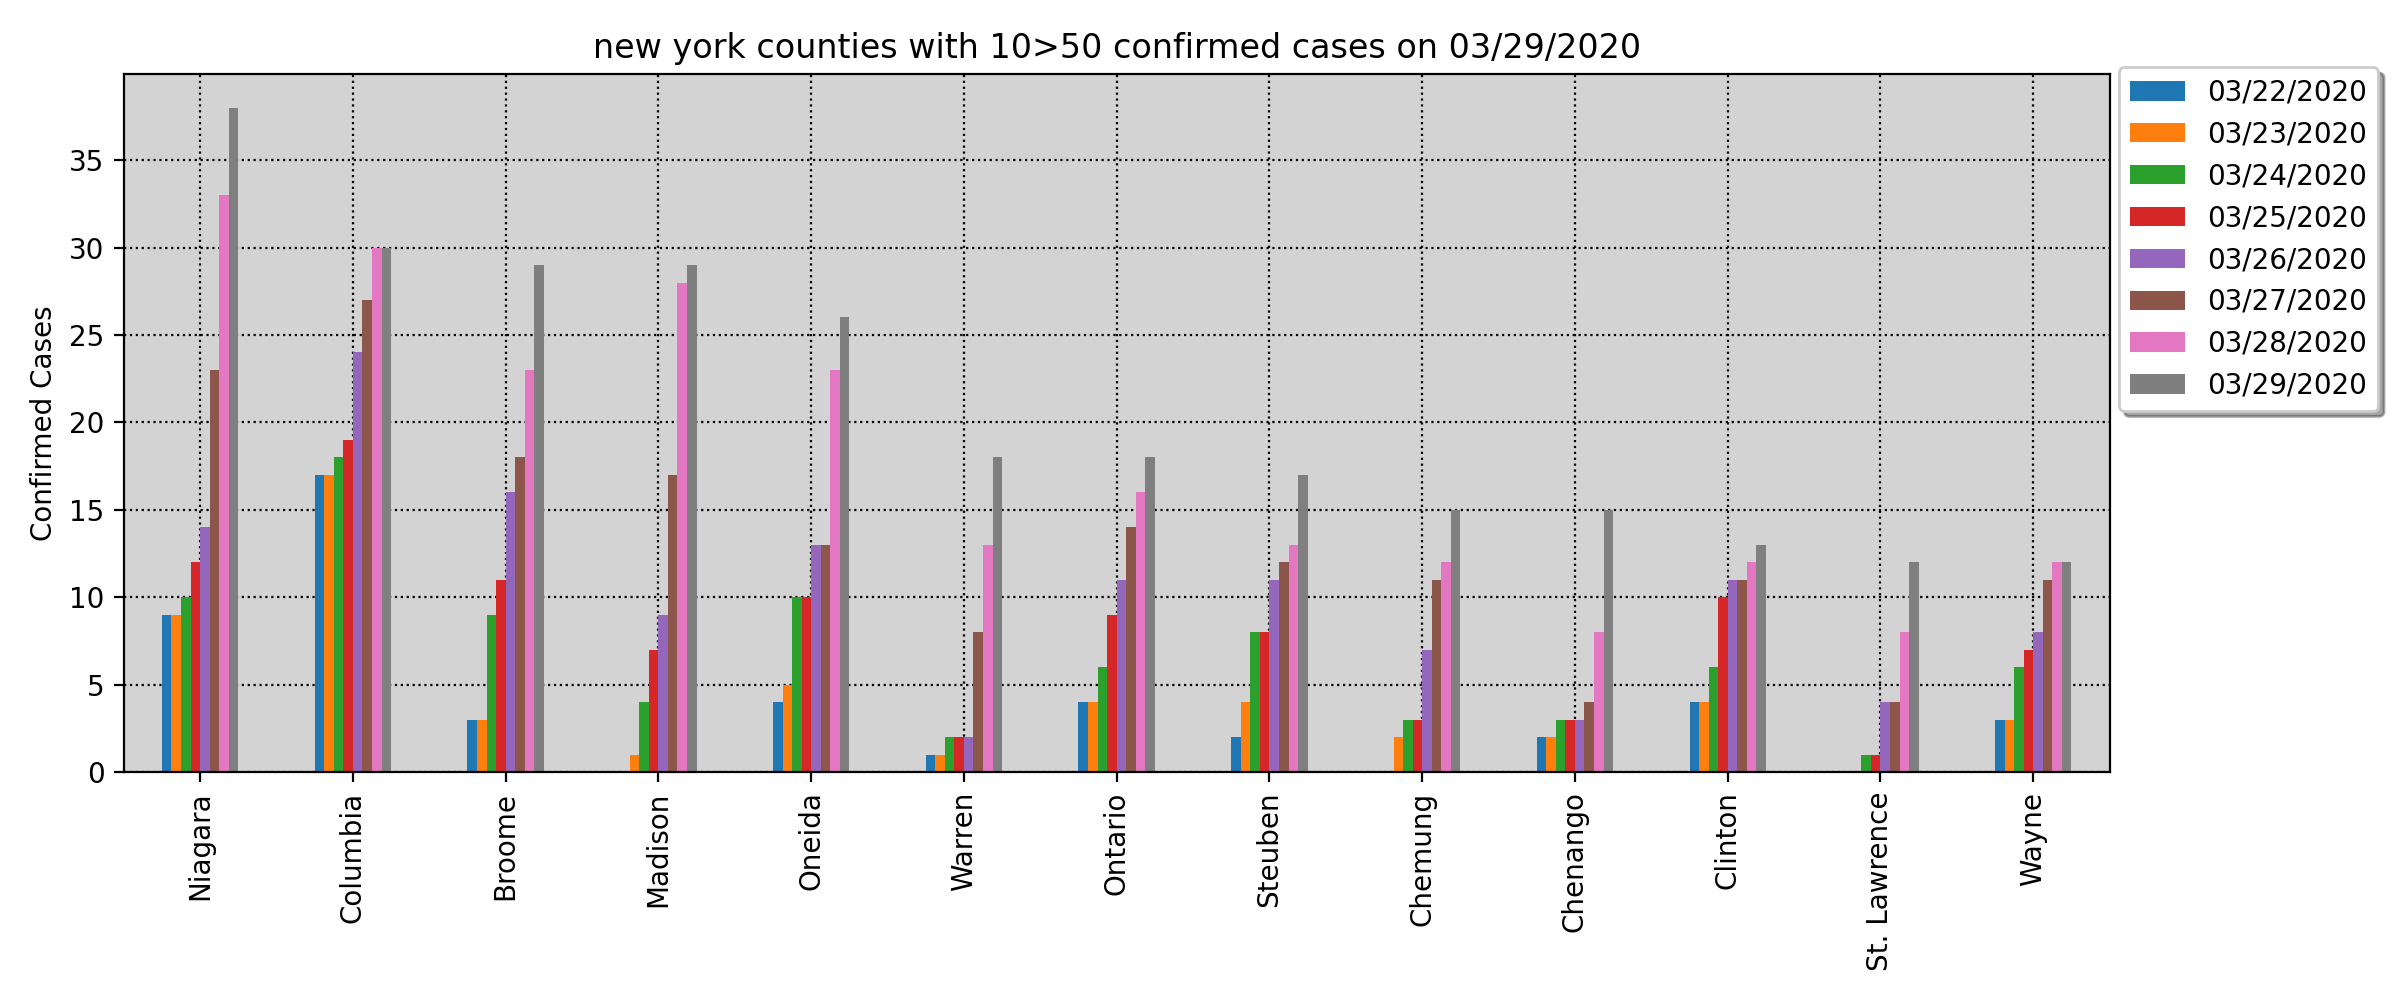 new york counties with 10>50 confirmed cases on 03/29/2020
03/22/2020
03/23/2020
03/24/2020
03/25/2020
03/26/2020
03/27/2020
03/28/2020
03/29/2020
Confirmed Cases
35
30
25
20
15
10
5
0
Niagara
Columbia
Broome
Madison
Oneida
Warren
Ontario
Steuben
Chemung
Chenango
Clinton
St. Lawrence
Wayne